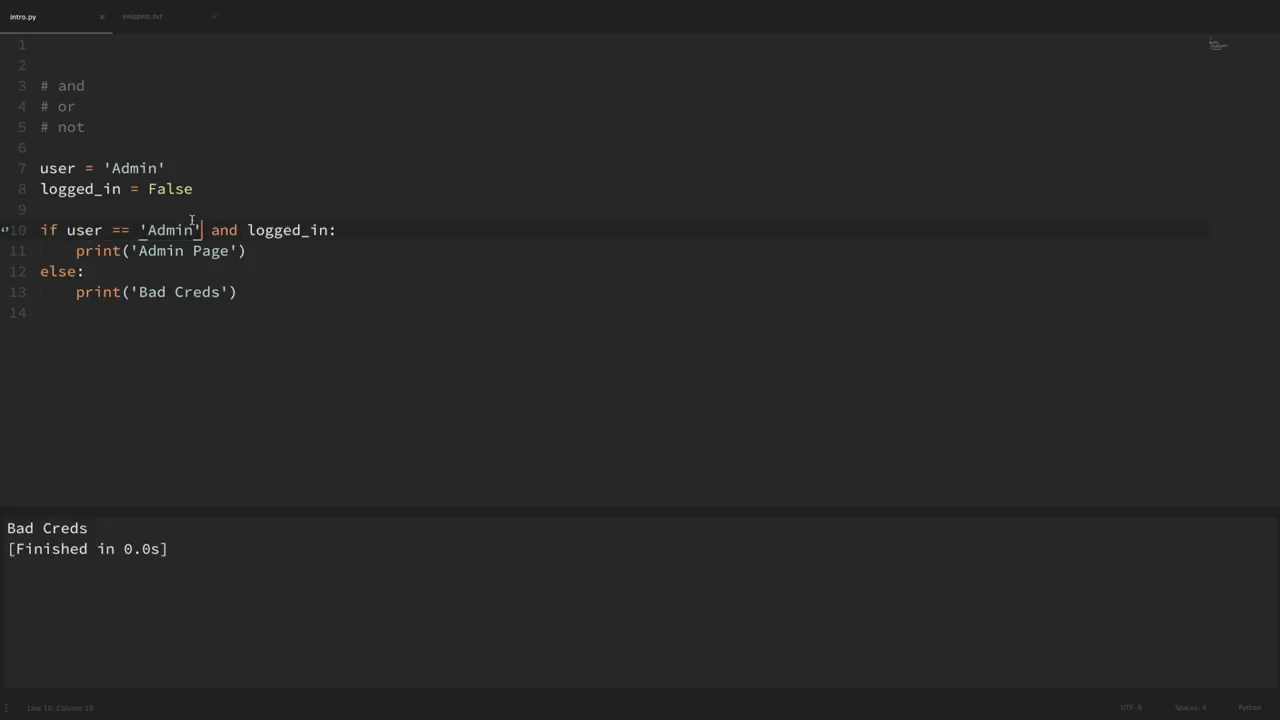 intro.py × snippets.txt ×
1
2
3 # and
4 # or
5 # not
6
7 user = 'Admin'
8 logged_in = False
9
10 if user == 'Admin' and logged_in:
11 print('Admin Page')
12 else:
13 print('Bad Creds')
14
Bad Creds
[Finished in 0.0s]
Line 10, Column 19 UTF-8 Spaces: 4 Python